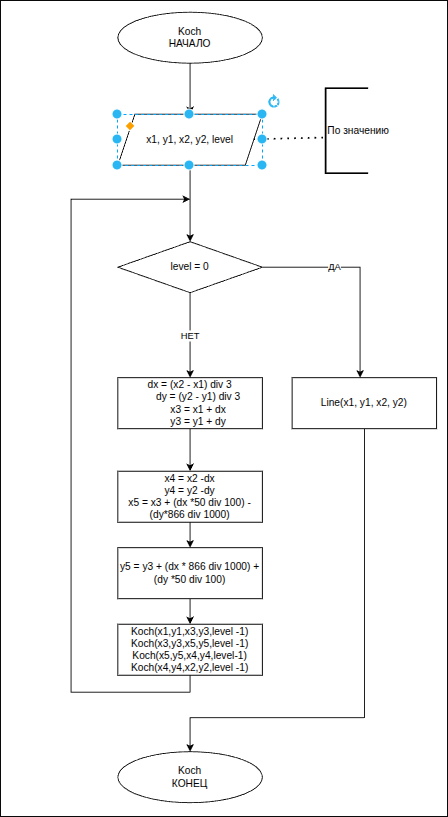 Koch
НАЧАЛО
x1, y1, x2, y2, level
По значению
level = 0
ДА
НЕТ
dx = (x2 - x1) div 3
dy = (y2 - y1) div 3
x3 = x1 + dx
y3 = y1 + dy
Line(x1, y1, x2, y2)
x4 = x2 -dx
y4 = y2 -dy
x5 = x3 + (dx *50 div 100) -
(dy*866 div 1000)
y5 = y3 + (dx * 866 div 1000) +
(dy *50 div 100)
Koch(x1,y1,x3,y3,level -1)
Koch(x3,y3,x5,y5,level -1)
Koch(x5,y5,x4,y4,level-1)
Koch(x4,y4,x2,y2,level -1)
Koch
КОНЕЦ